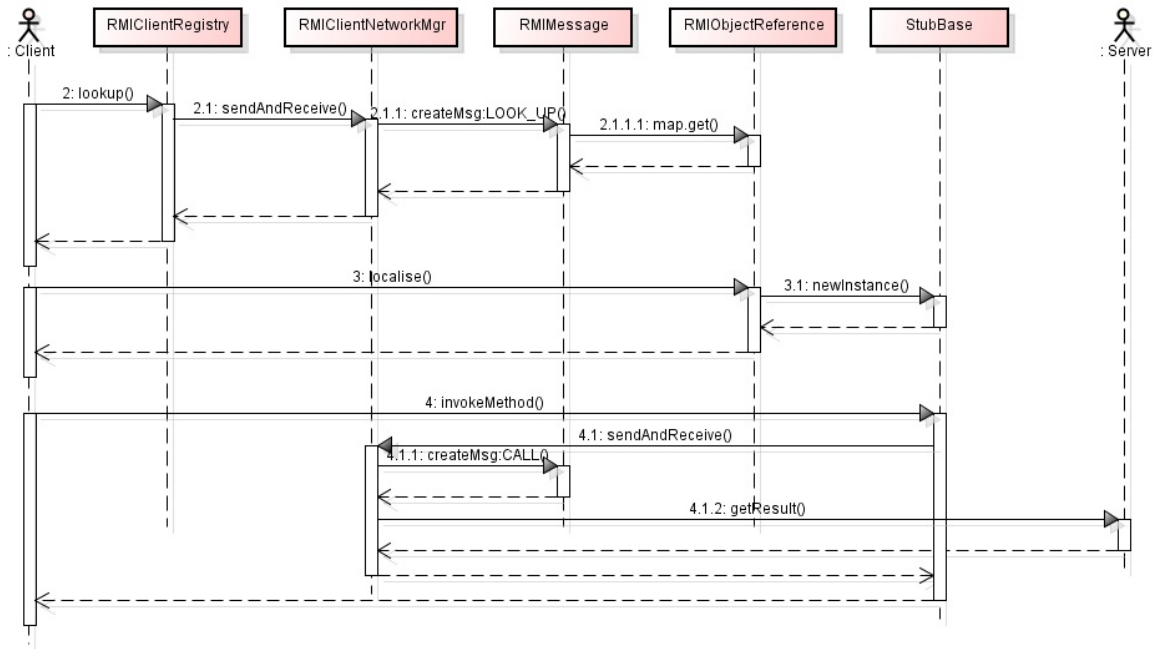 RMIClientRegistry
RMIClientNetworkMgr
RMIMessage
RMIObjectReference
StubBase
: Client
: Server
2: lookup()
2.1: sendAndReceive()
2.1.1: createMsg:LOOK_UP()
2.1.1.1: map.get()
3: localise()
3.1: newInstance()
4: invokeMethod()
4.1: sendAndReceive()
4.1.1: createMsg:CALL()
4.1.2: getResult()